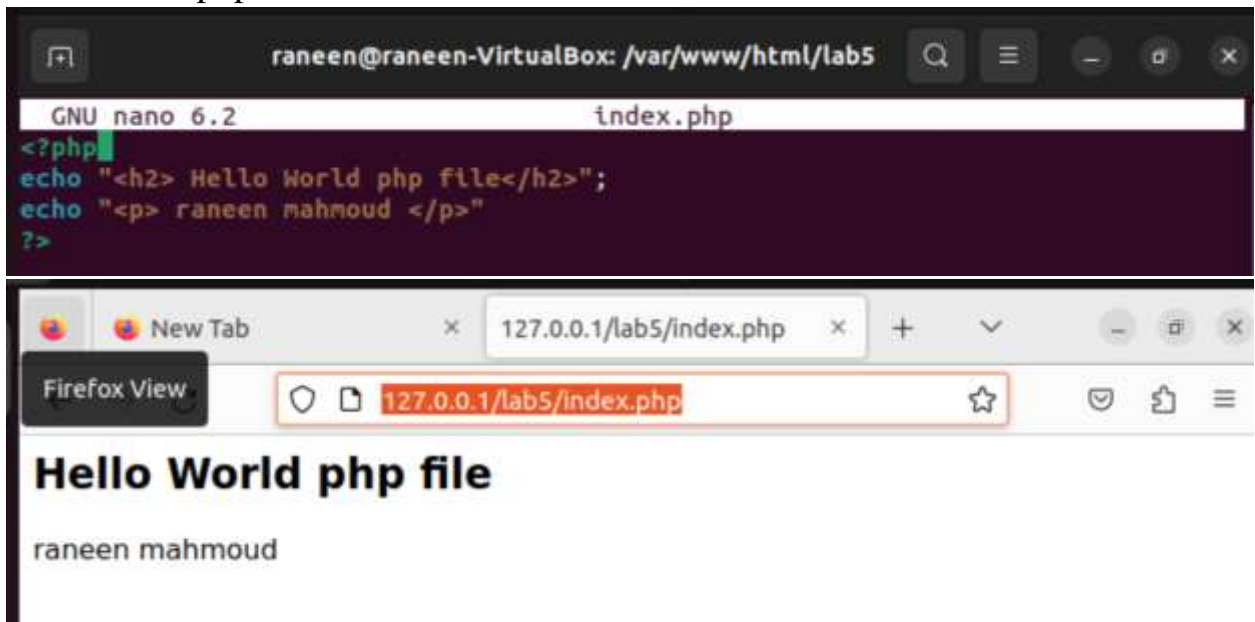 raneen@raneen-VirtualBox: /var/www/html/lab5
GNU nano 6.2 index.php
<?php
echo "<h2> Hello World php file</h2>";
echo "<p> raneen mahmoud </p>"
?>
New Tab 127.0.0.1/lab5/index.php
Firefox View 127.0.0.1/lab5/index.php
Hello World php file
raneen mahmoud